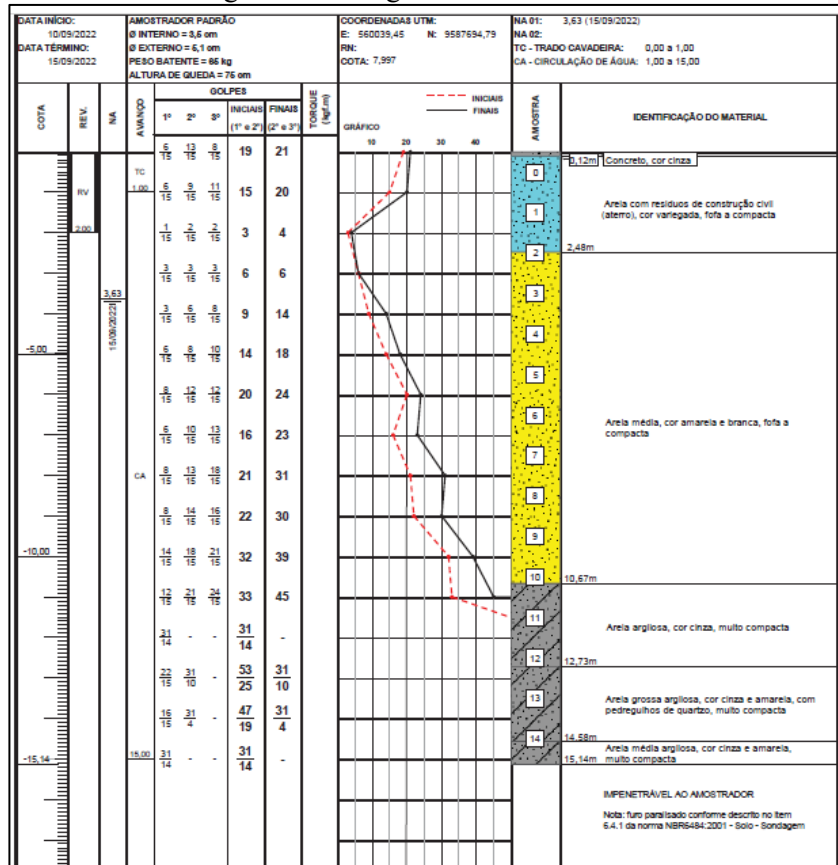 DATA INÍCIO:
10/09/2022
DATA TÉRMINO:
15/09/2022
AMOSTRADOR PADRÃO
Ø INTERNO = 3,5 cm
Ø EXTERNO = 5,1 cm
PESO BATENTE = 65 kg
ALTURA DE QUEDA = 75 cm
COORDENADAS UTM:
E: 560039,45 N: 9587694,79
RN:
COTA: 7,997
NA 01: 3,63 (15/09/2022)
NA 02:
TC - TRADO CAVADEIRA: 0,00 a 1,00
CA - CIRCULAÇÃO DE ÁGUA: 1,00 a 15,00
COTA
REV.
NA
AVANÇO
GOLPES
1º 2º 3º
INICIAIS (1º e 2º)
FINAIS (2º e 3º)
TORQUE (kgf.m)
GRÁFICO
INICIAIS
FINAIS
10 20 30 40
AMOSTRA
IDENTIFICAÇÃO DO MATERIAL
6/15 13/15 8/15 19 21
TC
1,00 6/15 9/15 11/15 15 20
RV
2,00 1/15 2/15 2/15 3 4
3/15 3/15 3/15 6 6
3,63
15/09/2022
3/15 6/15 8/15 9 14
-5,00 6/15 8/15 10/15 14 18
8/15 12/15 12/15 20 24
6/15 10/15 13/15 16 23
CA 8/15 13/15 18/15 21 31
8/15 14/15 16/15 22 30
-10,00 14/15 18/15 21/15 32 39
12/15 21/15 24/15 33 45
31/14 - - 31/14 -
22/15 31/10 - 53/25 31/10
16/15 31/4 - 47/19 31/4
-15,14 15,00 31/14 - - 31/14 -
0
1
2
3
4
5
6
7
8
9
10
11
12
13
14
0,12m Concreto, cor cinza
Areia com resíduos de construção civil
(aterro), cor variegada, fofa a compacta
2,48m
Areia média, cor amarela e branca, fofa a
compacta
10,67m
Areia argilosa, cor cinza, muito compacta
12,73m
Areia grossa argilosa, cor cinza e amarela, com
pedregulhos de quartzo, muito compacta
14,58m
Areia média argilosa, cor cinza e amarela,
muito compacta
15,14m
IMPENETRÁVEL AO AMOSTRADOR
Nota: furo paralisado conforme descrito no item
6.4.1 da norma NBR6484:2001 - Solo - Sondagem